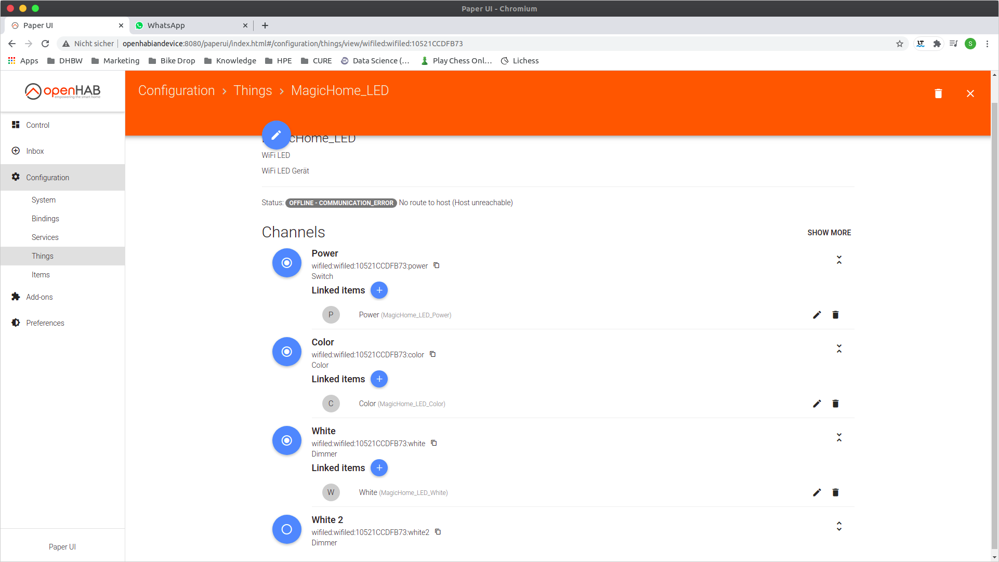 Paper UI - Chromium
Paper UI
WhatsApp
Nicht sicher
openhabiandevice:8080/paperui/index.html#/configuration/things/view/wifiled:wifiled:10521CCDFB73
LT
S
Apps
DHBW
Marketing
Bike Drop
Knowledge
HPE
CURE
Data Science (...
Play Chess Onl...
Lichess
openHAB
empowering the smart home
Configuration
Things
MagicHome_LED
Control
Inbox
Configuration
System
Bindings
Services
Things
Items
Add-ons
Preferences
Paper UI
MagicHome_LED
WiFi LED
WiFi LED Gerät
Status: OFFLINE - COMMUNICATION_ERROR No route to host (Host unreachable)
Channels
SHOW MORE
Power
wifiled:wifiled:10521CCDFB73:power
Switch
Linked items
P
Power (MagicHome_LED_Power)
Color
wifiled:wifiled:10521CCDFB73:color
Color
Linked items
C
Color (MagicHome_LED_Color)
White
wifiled:wifiled:10521CCDFB73:white
Dimmer
Linked items
W
White (MagicHome_LED_White)
White 2
wifiled:wifiled:10521CCDFB73:white2
Dimmer